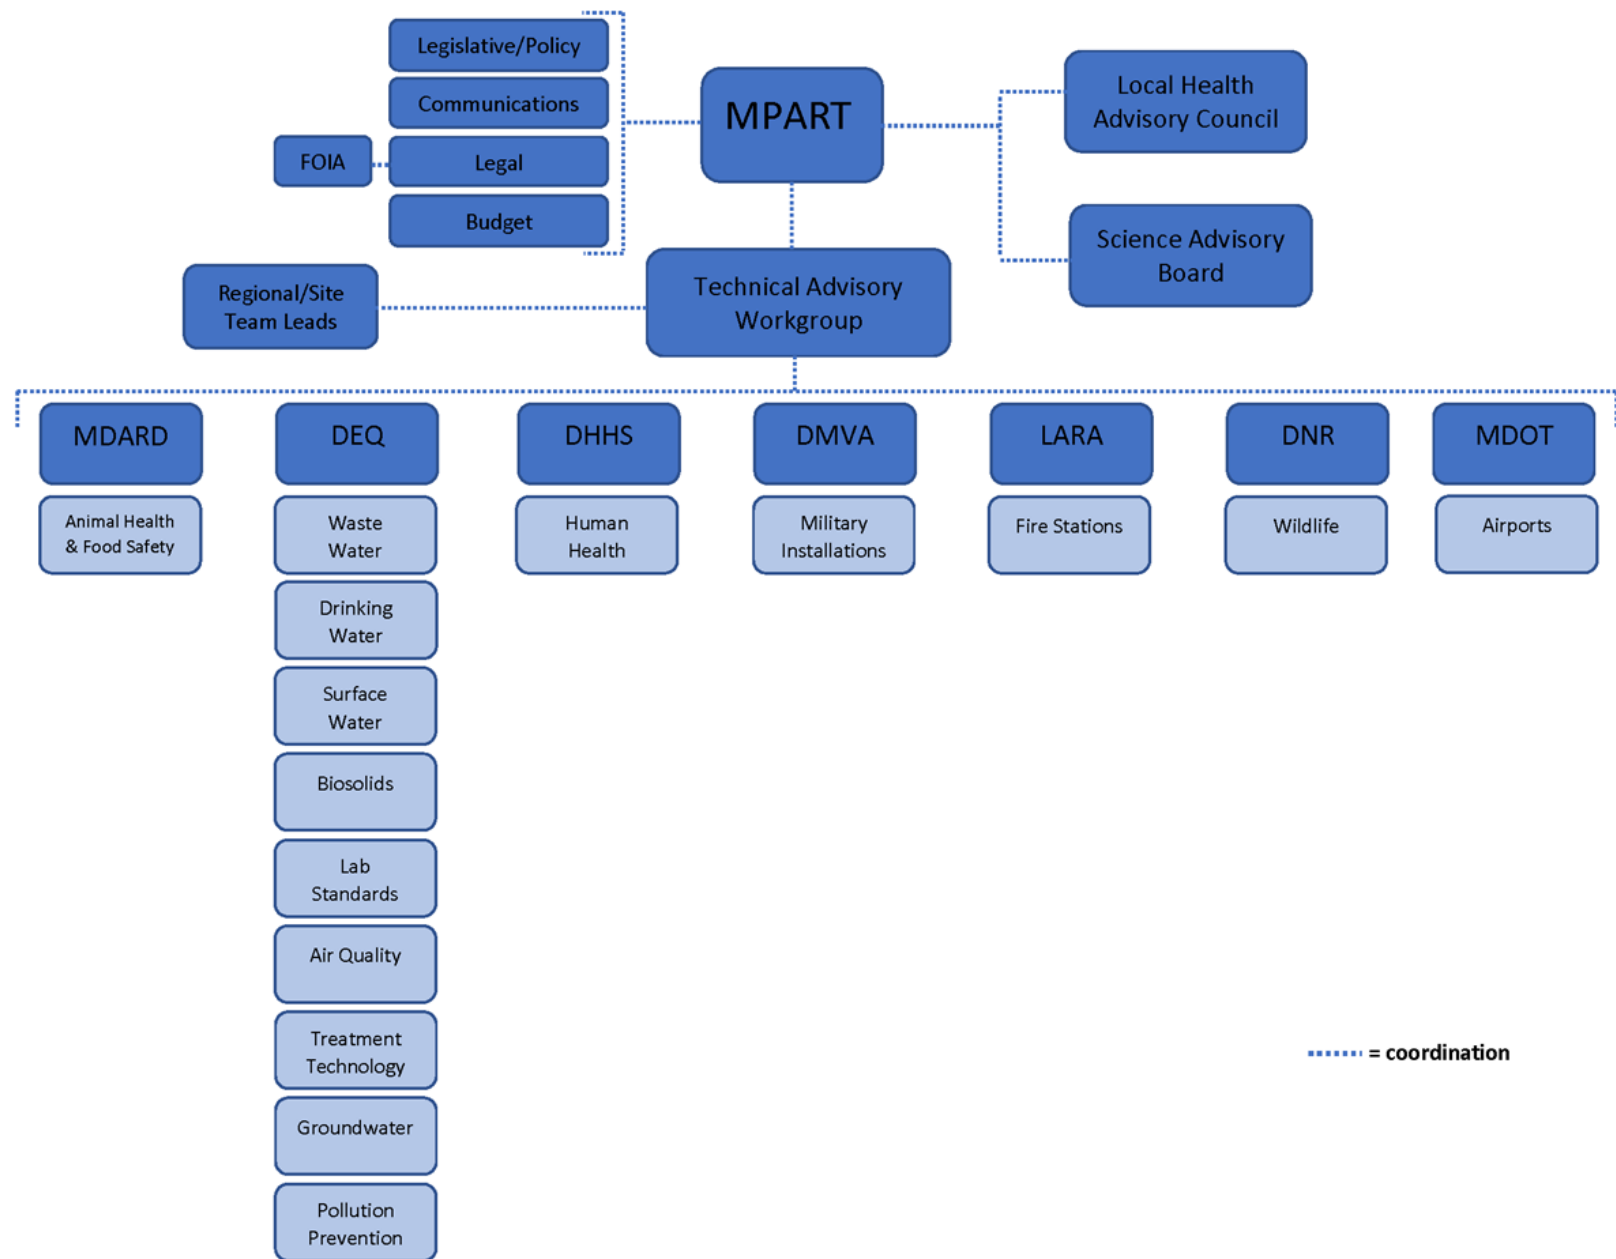 Legislative/Policy
Communications
FOIA
Legal
Budget
MPART
Local Health
Advisory Council
Science Advisory
Board
Regional/Site
Team Leads
Technical Advisory
Workgroup
MDARD
DEQ
DHHS
DMVA
LARA
DNR
MDOT
Animal Health
& Food Safety
Waste
Water
Human
Health
Military
Installations
Fire Stations
Wildlife
Airports
Drinking
Water
Surface
Water
Biosolids
Lab
Standards
Air Quality
Treatment
Technology
Groundwater
Pollution
Prevention
= coordination